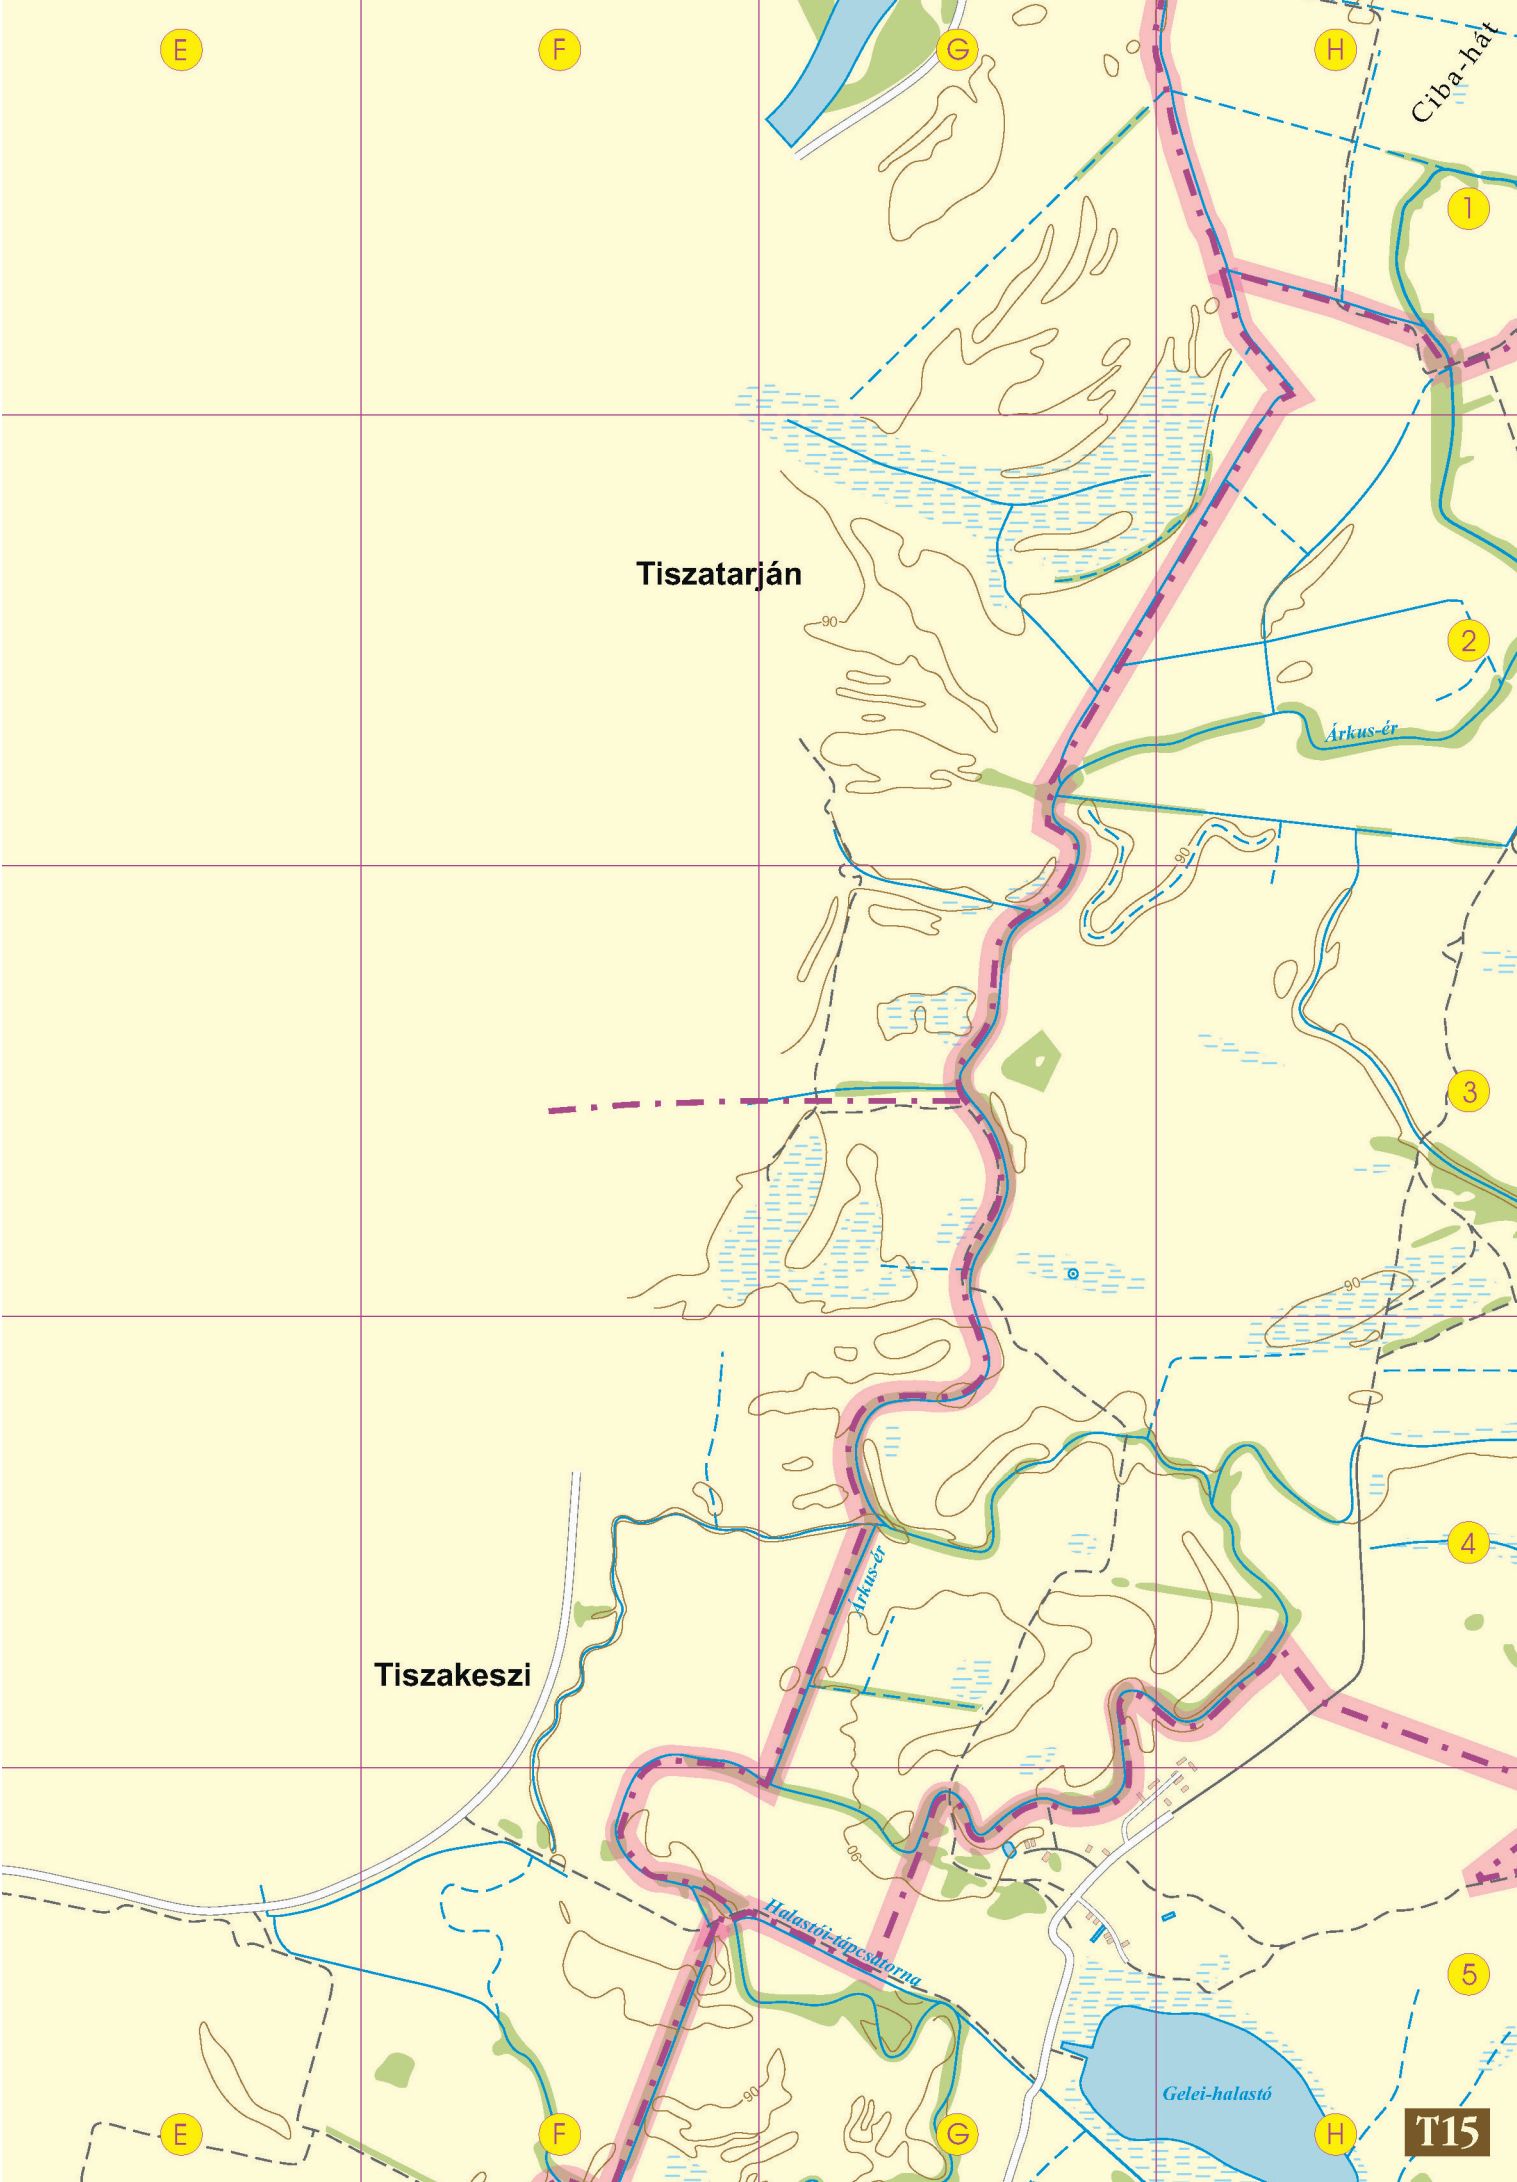 E
F
G
H
Ciba-hát
1
Tiszatarján
90
2
Árkus-ér
90
3
90
4
Árkus-ér
Tiszakeszi
90
Halastói-tápcsatorna
5
90
Gelei-halastó
E
F
G
H
T15